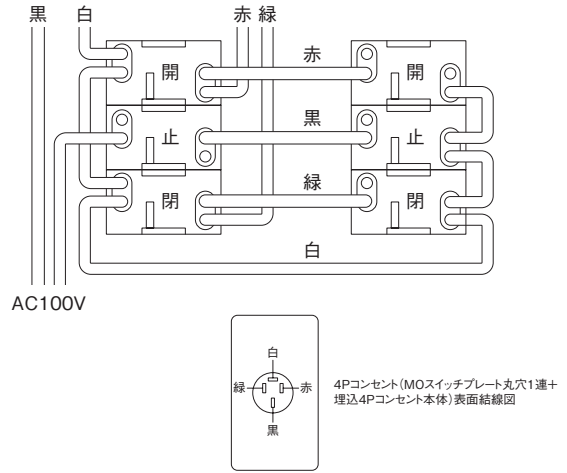 黒 白 赤 緑
開 赤 開
止 黒 止
閉 緑 閉
白
AC100V
白
緑 赤
黒
4Pコンセント(MOスイッチプレート丸穴1連+
埋込4Pコンセント本体)表面結線図